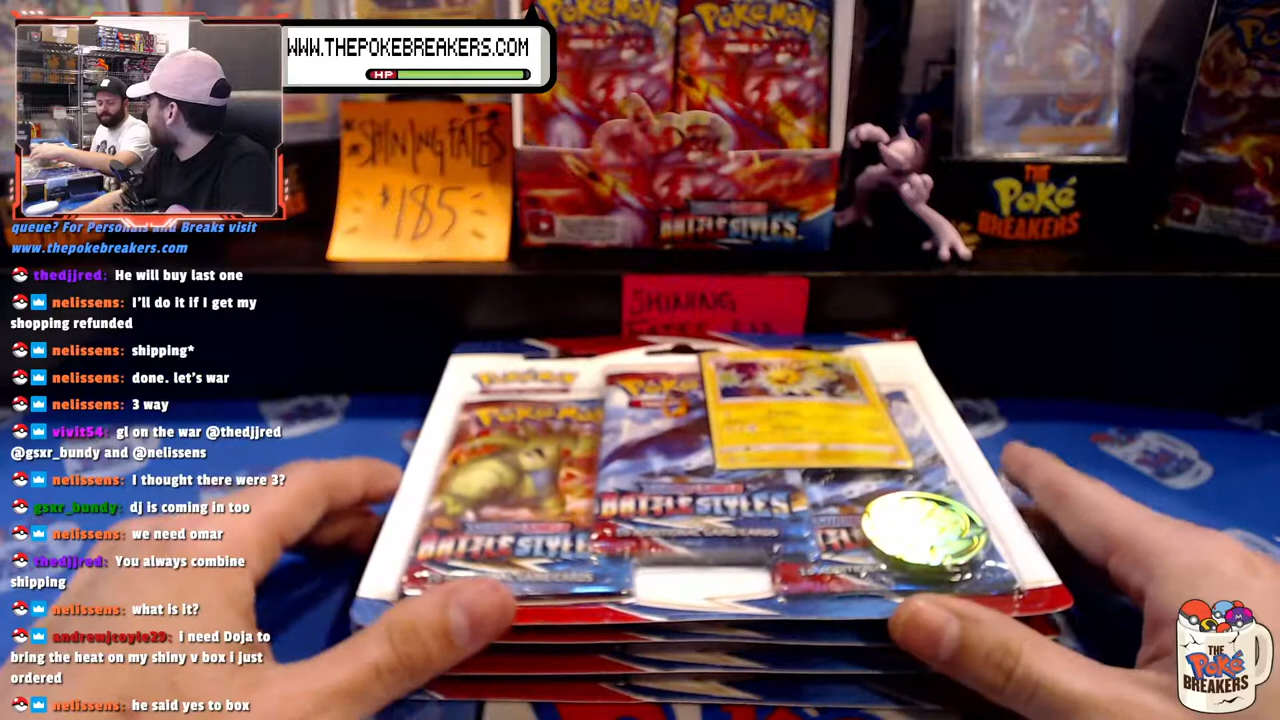 WWW.THEPOKEBREAKERS.COM
HP
POKéMON
POKéMON
SHINING FATES
$185
BATTLE STYLES
THE
Poké
BREAKERS
SHINING
queue? For Personals and Breaks visit
www.thepokebreakers.com
thedjjred: He will buy last one
nelissens: I'll do it if I get my
shopping refunded
nelissens: shipping*
nelissens: done. let's war
nelissens: 3 way
vivit54: gl on the war @thedjjred
@gsxr_bundy and @nelissens
nelissens: I thought there were 3?
gsxr_bundy: dj is coming in too
nelissens: we need omar
thedjjred: You always combine
shipping
nelissens: what is it?
andrewjcoyle29: i need Doja to
bring the heat on my shiny v box i just
ordered
nelissens: he said yes to box
POKéMON
POKéMON
BATTLE STYLES
BATTLE STYLES
THE
Poké
BREAKERS